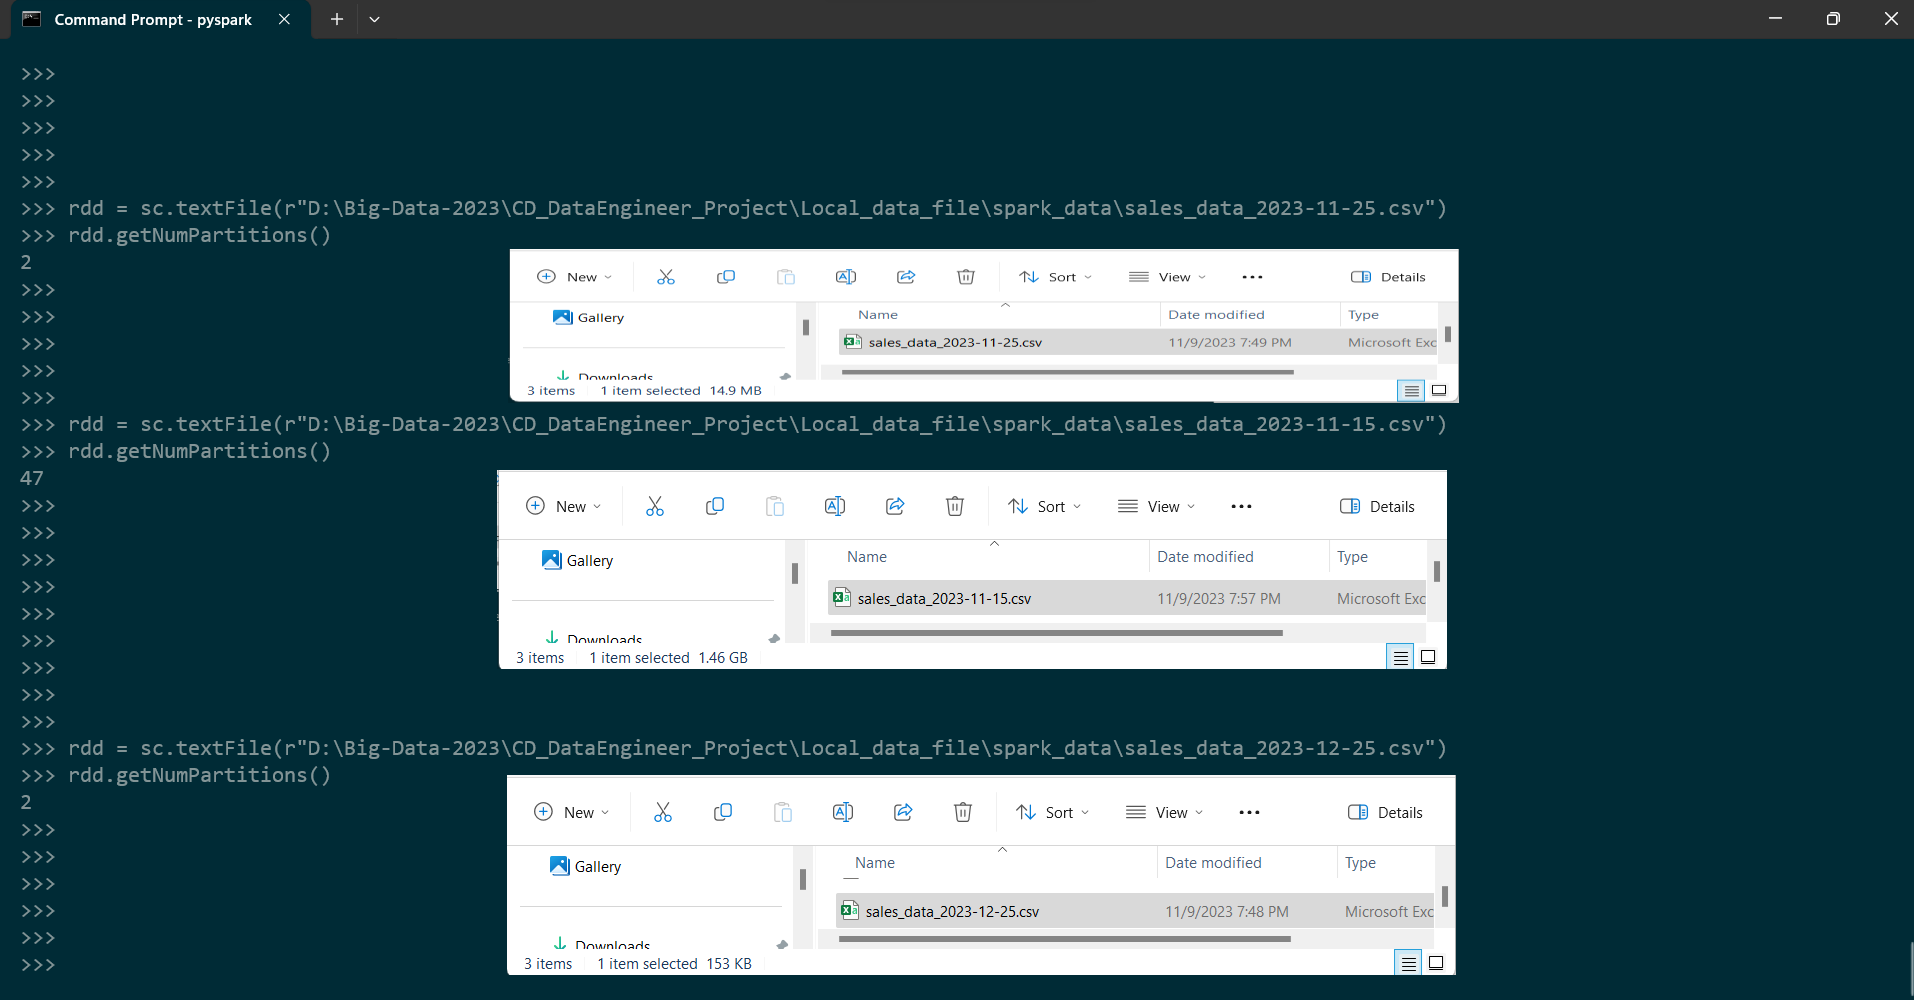 Command Prompt - pyspark
>>>
>>>
>>>
>>>
>>>
>>> rdd = sc.textFile(r"D:\Big-Data-2023\CD_DataEngineer_Project\Local_data_file\spark_data\sales_data_2023-11-25.csv")
>>> rdd.getNumPartitions()
2
New Sort View Details
>>>
>>>
Gallery Name Date modified Type
>>>
sales_data_2023-11-25.csv 11/9/2023 7:49 PM Microsoft Exc
>>>
Downloads
3 items 1 item selected 14.9 MB
>>>
>>> rdd = sc.textFile(r"D:\Big-Data-2023\CD_DataEngineer_Project\Local_data_file\spark_data\sales_data_2023-11-15.csv")
>>> rdd.getNumPartitions()
47
>>>
New Sort View Details
>>>
>>>
Gallery Name Date modified Type
>>>
sales_data_2023-11-15.csv 11/9/2023 7:57 PM Microsoft Exc
>>>
>>>
Downloads
3 items 1 item selected 1.46 GB
>>>
>>>
>>>
>>> rdd = sc.textFile(r"D:\Big-Data-2023\CD_DataEngineer_Project\Local_data_file\spark_data\sales_data_2023-12-25.csv")
>>> rdd.getNumPartitions()
2
New Sort View Details
>>>
>>>
Gallery Name Date modified Type
>>>
>>>
sales_data_2023-12-25.csv 11/9/2023 7:48 PM Microsoft Exc
>>>
Downloads
>>>
3 items 1 item selected 153 KB